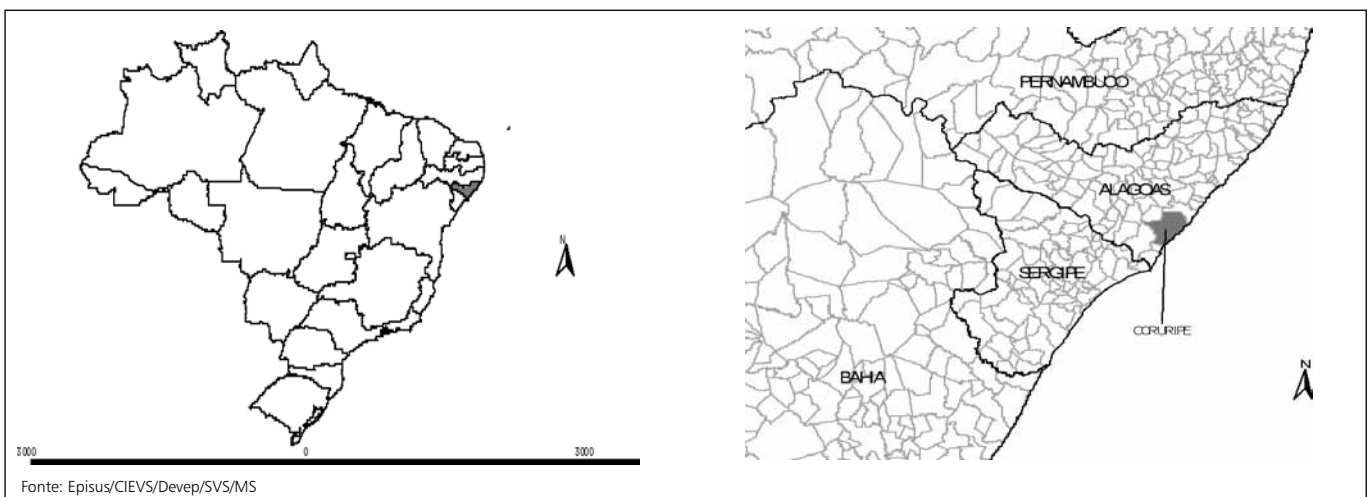 N
3000 0 3000
PERNAMBUCO
ALAGOAS
SERGIPE
CORURIPE
BAHIA
N
Fonte: Episus/CIEVS/Devep/SVS/MS